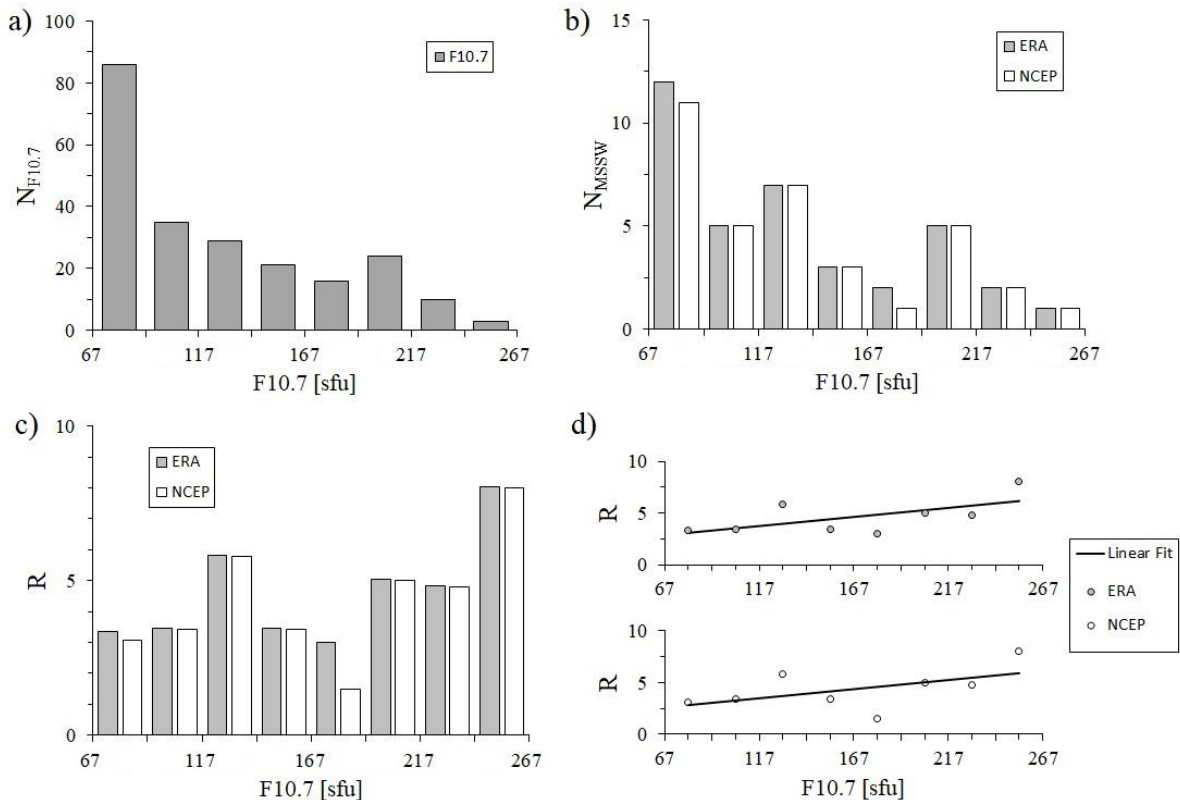 a)
100
80
60
40
20
0
N_F10.7
F10.7
67 117 167 217 267
F10.7 [sfu]
b)
15
10
5
0
N_MSSW
ERA
NCEP
67 117 167 217 267
F10.7 [sfu]
c)
10
5
0
R
ERA
NCEP
67 117 167 217 267
F10.7 [sfu]
d)
10
5
0
R
67 117 167 217 267
10
5
0
R
67 117 167 217 267
F10.7 [sfu]
Linear Fit
ERA
NCEP